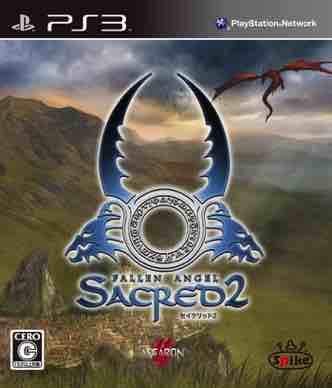 PS3
PlayStation®Network
FALLEN ANGEL
SACRED 2
セイクリッド2
CERO
C
ASCARON
Spike